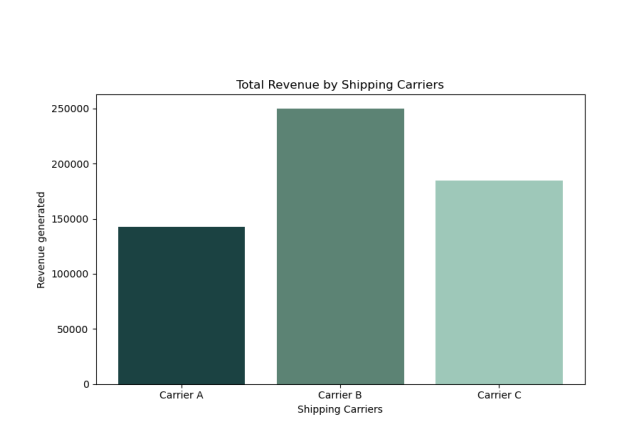 Total Revenue by Shipping Carriers
Revenue generated
250000
200000
150000
100000
50000
0
Carrier A
Carrier B
Carrier C
Shipping Carriers